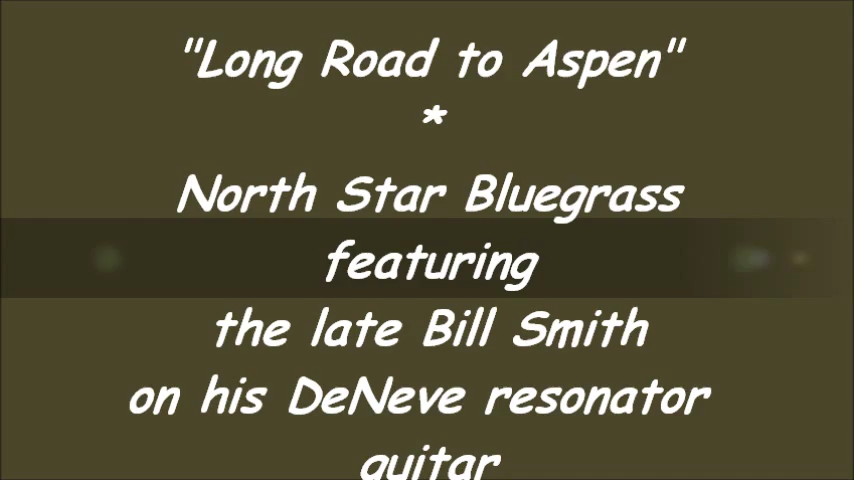 "Long Road to Aspen"
*
North Star Bluegrass
featuring
the late Bill Smith
on his DeNeve resonator
guitar